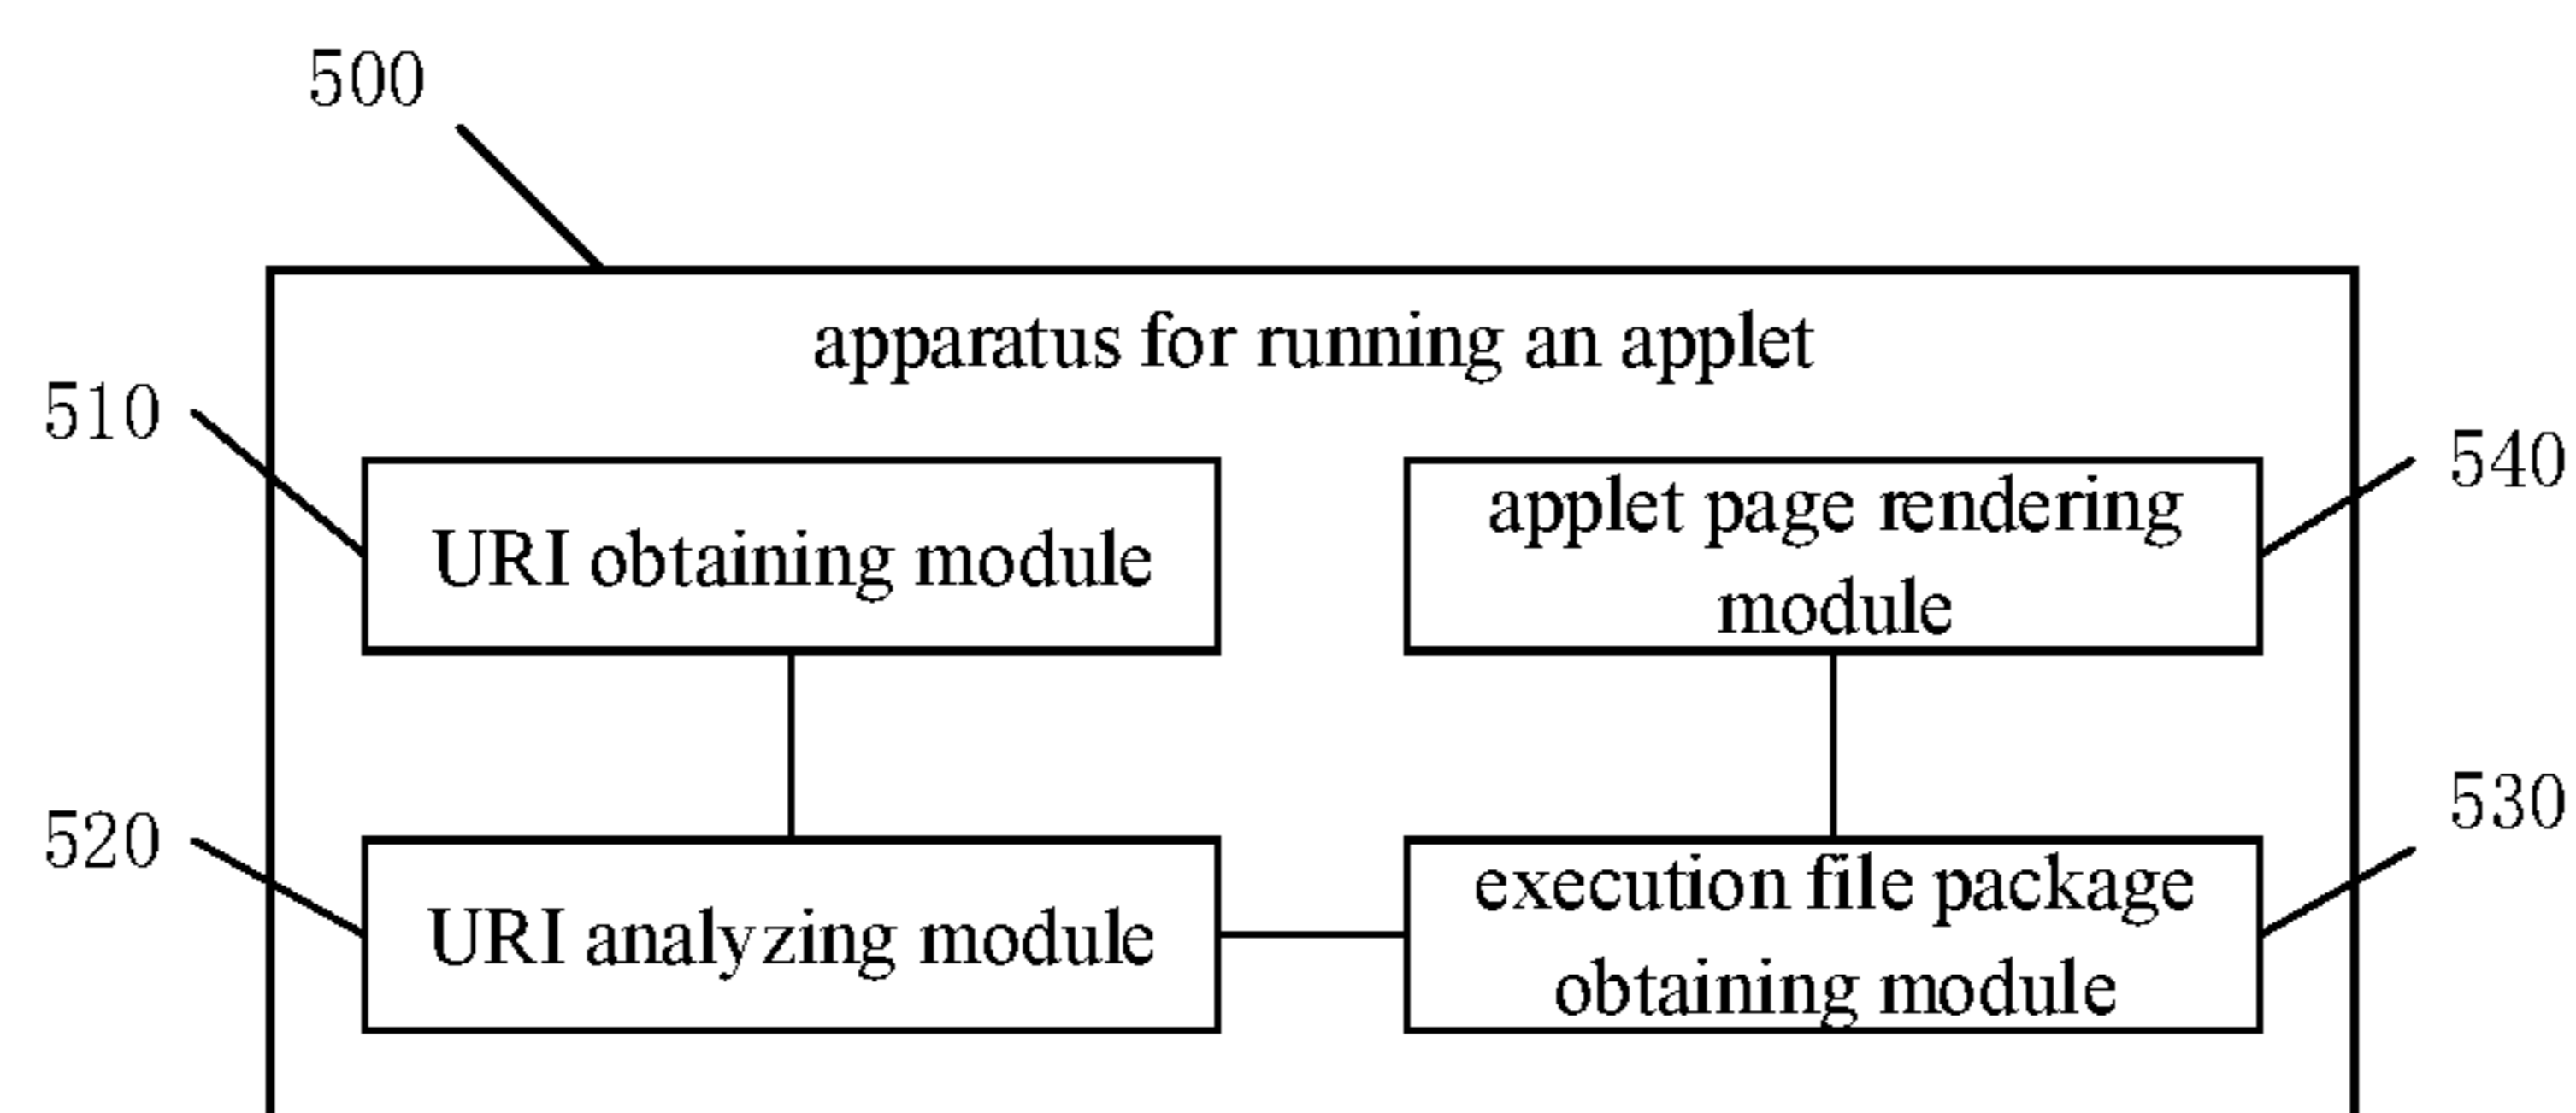 500
apparatus for running an applet
510
URI obtaining module
applet page rendering
module
540
520
URI analyzing module
execution file package
obtaining module
530